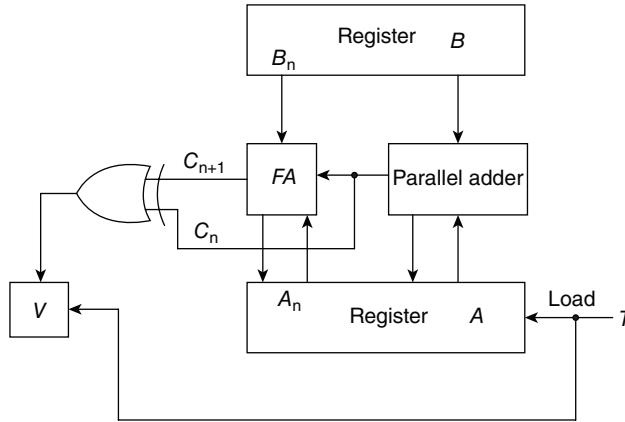 Register B
Bn
Cn+1
FA
Parallel adder
Cn
An
Register A
Load
T
V